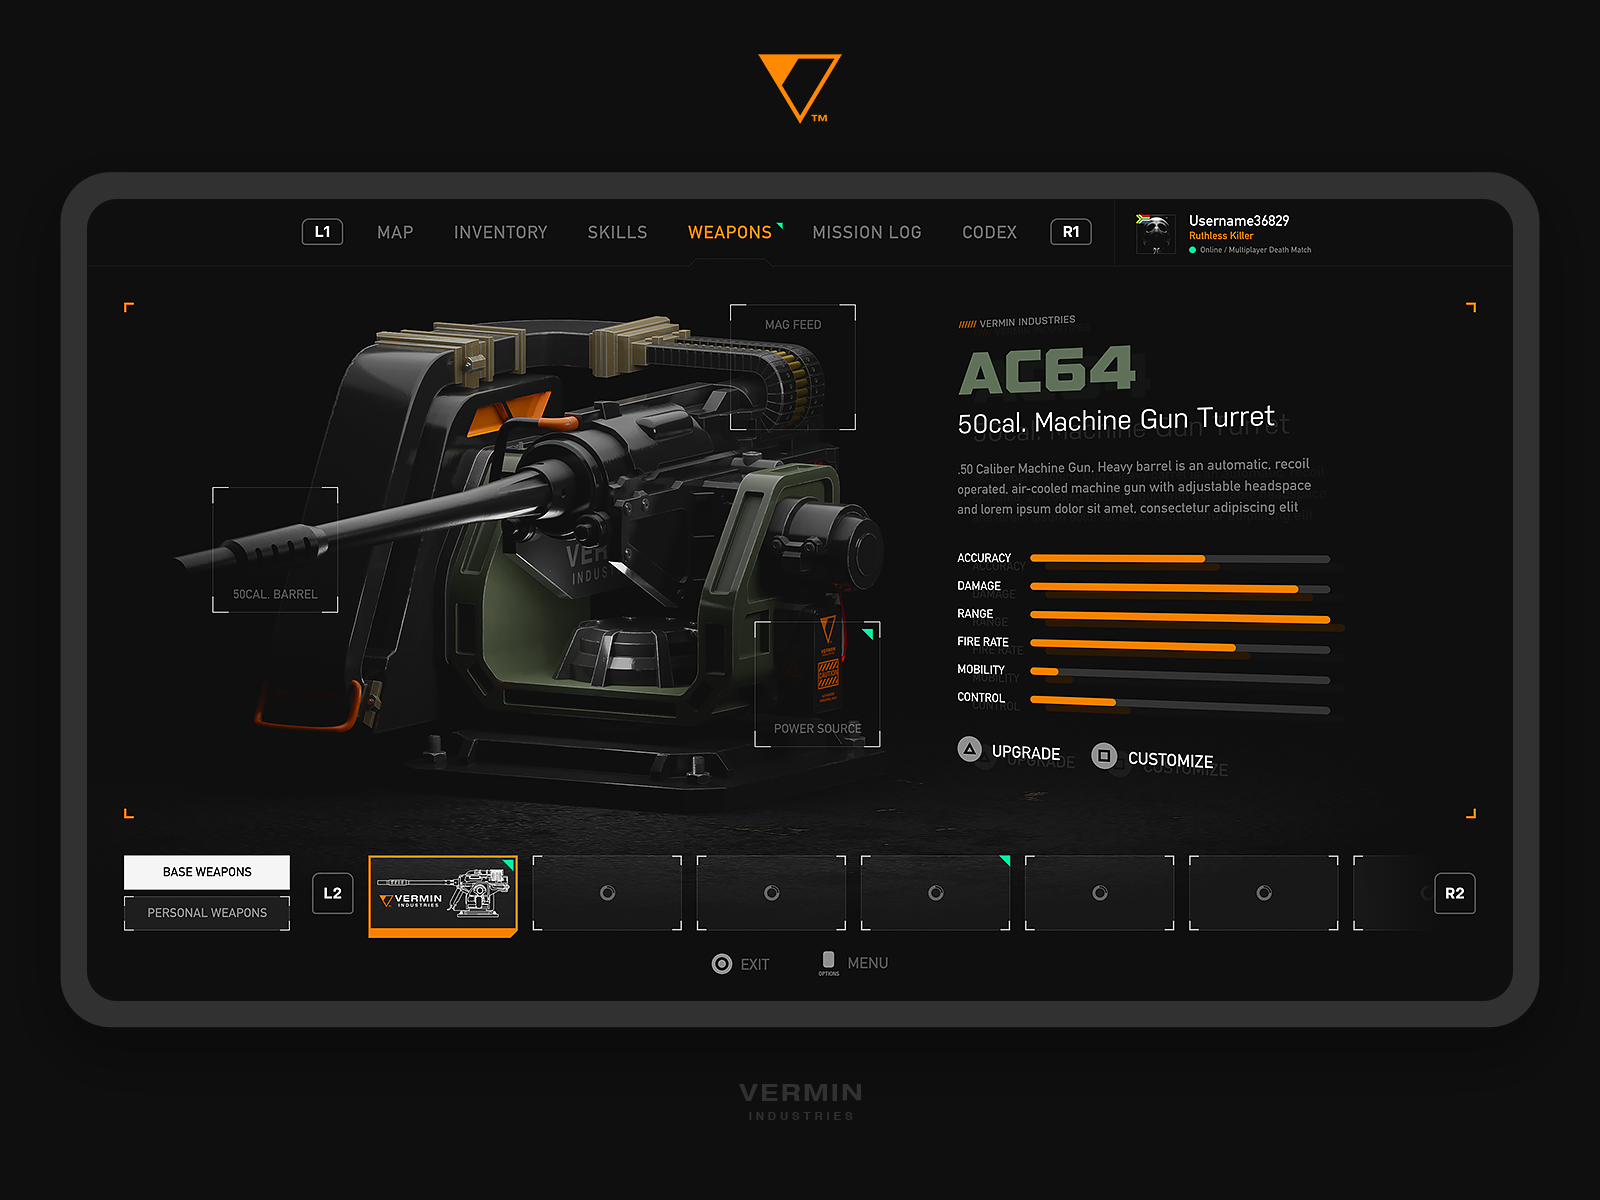 TM
L1
MAP
INVENTORY
SKILLS
WEAPONS
MISSION LOG
CODEX
R1
Username36829
Ruthless Killer
Online / Multiplayer Death Match
MAG FEED
50CAL. BARREL
VER
INDUS
VERMIN
CAUTION
POWER SOURCE
////// VERMIN INDUSTRIES
AC64
50cal. Machine Gun Turret
.50 Caliber Machine Gun, Heavy barrel is an automatic, recoil
operated, air-cooled machine gun with adjustable headspace
and lorem ipsum dolor sit amet, consectetur adipiscing elit
ACCURACY
DAMAGE
RANGE
FIRE RATE
MOBILITY
CONTROL
UPGRADE
CUSTOMIZE
BASE WEAPONS
PERSONAL WEAPONS
L2
VERMIN
INDUSTRIES
R2
EXIT
OPTIONS
MENU
VERMIN
INDUSTRIES